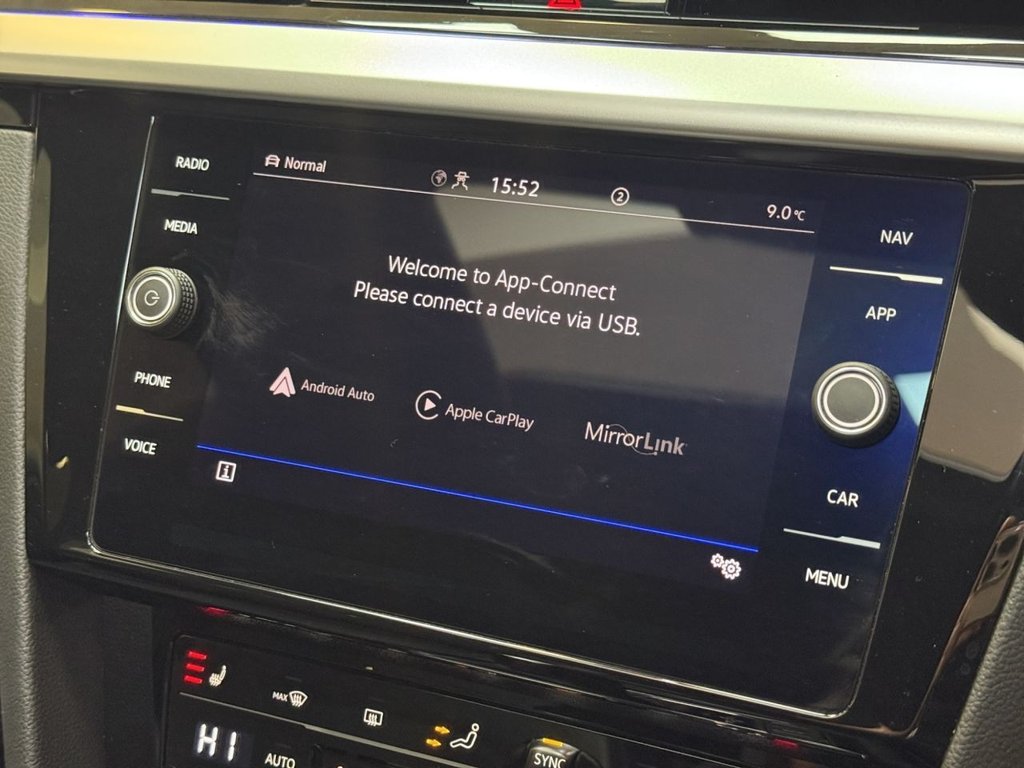 RADIO
MEDIA
PHONE
VOICE
Normal
15:52
2
9.0°C
Welcome to App-Connect
Please connect a device via USB.
Android Auto
Apple CarPlay
MirrorLink
i
NAV
APP
CAR
MENU
MAX
HI
AUTO
SYNC